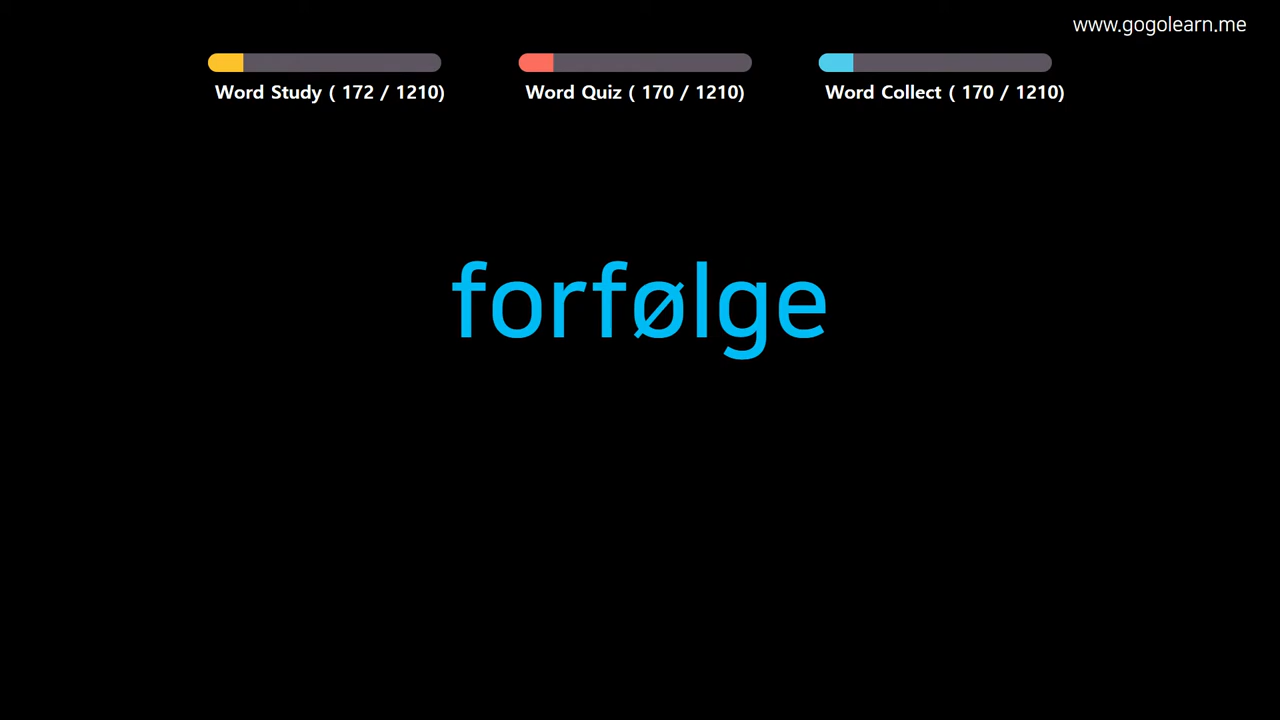 www.gogolearn.me
Word Study ( 172 / 1210)
Word Quiz ( 170 / 1210)
Word Collect ( 170 / 1210)
forfølge